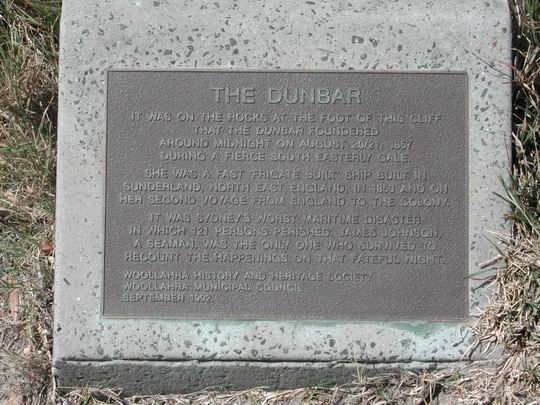 THE DUNBAR
IT WAS ON THE ROCKS AT THE FOOT OF THIS CLIFF
THAT THE DUNBAR FOUNDERED
AROUND MIDNIGHT ON AUGUST 20/21, 1857
DURING A FIERCE SOUTH EASTERLY GALE.
SHE WAS A FAST 'FRIGATE BUILT' SHIP BUILT IN
SUNDERLAND, NORTH EAST ENGLAND, IN 1853 AND ON
HER SECOND VOYAGE FROM ENGLAND TO THE COLONY.
IT WAS SYDNEY'S WORST MARITIME DISASTER
IN WHICH 121 PERSONS PERISHED. JAMES JOHNSON,
A SEAMAN, WAS THE ONLY ONE WHO SURVIVED TO
RECOUNT THE HAPPENINGS ON THAT FATEFUL NIGHT.
WOOLLAHRA HISTORY AND HERITAGE SOCIETY
WOOLLAHRA MUNICIPAL COUNCIL
SEPTEMBER, 1992.